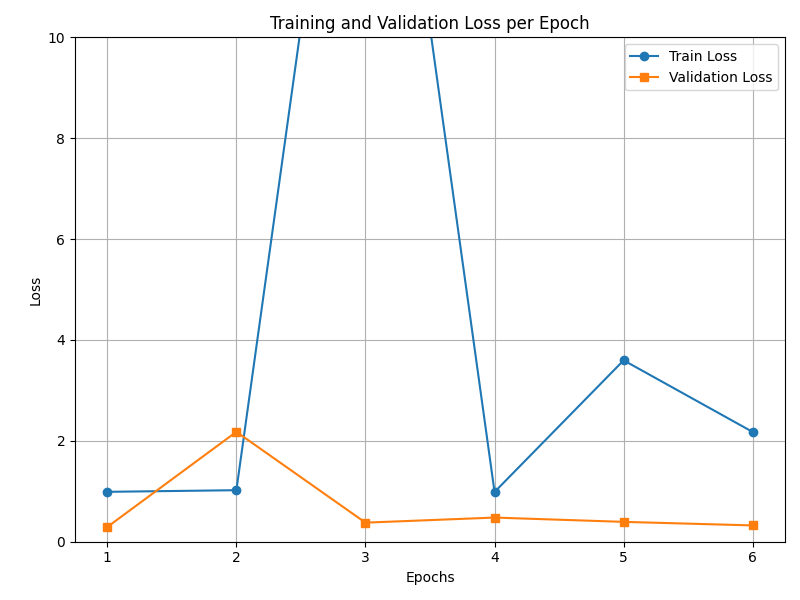 Training and Validation Loss per Epoch
Train Loss
Validation Loss
Loss
10
8
6
4
2
0
1 2 3 4 5 6
Epochs